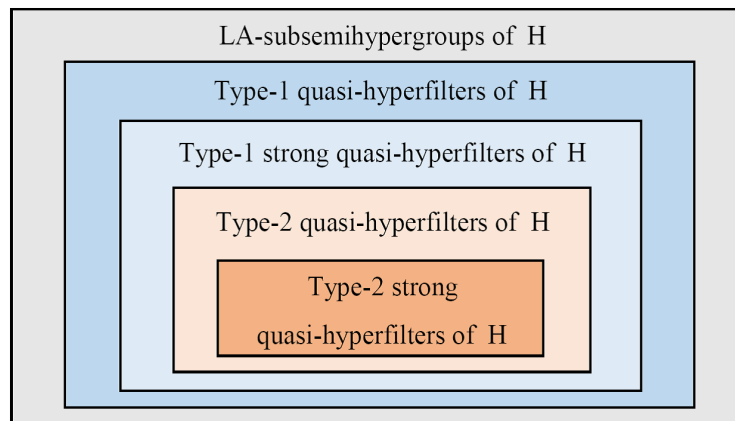 LA-subsemihypergroups of H
Type-1 quasi-hyperfilters of H
Type-1 strong quasi-hyperfilters of H
Type-2 quasi-hyperfilters of H
Type-2 strong
quasi-hyperfilters of H